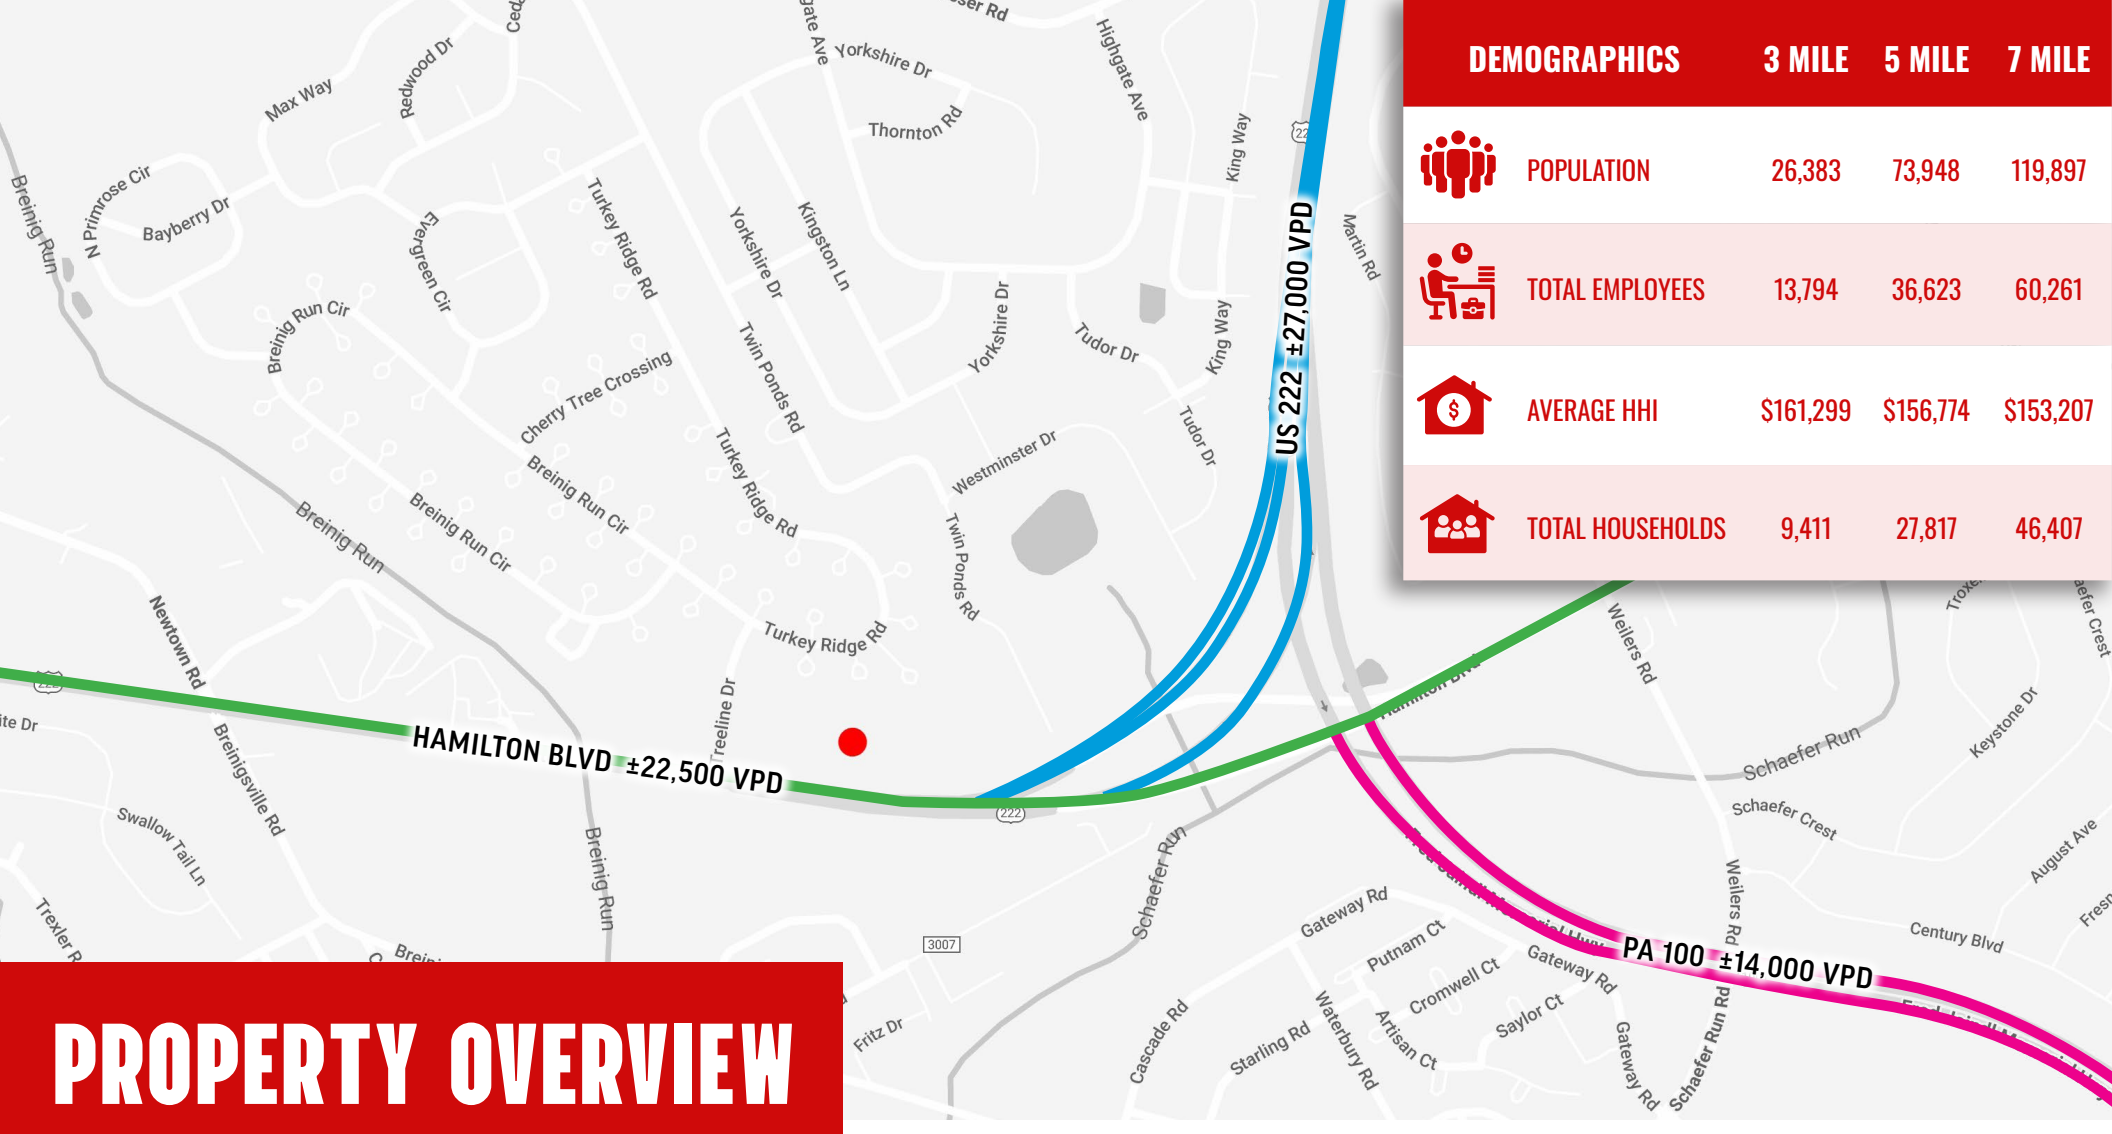 DEMOGRAPHICS 3 MILE 5 MILE 7 MILE
POPULATION 26,383 73,948 119,897
TOTAL EMPLOYEES 13,794 36,623 60,261
AVERAGE HHI $161,299 $156,774 $153,207
TOTAL HOUSEHOLDS 9,411 27,817 46,407
Max Way
Redwood Dr
Yorkshire Dr
Thornton Rd
Highgate Ave
King Way
Breinig Run
N Primrose Cir
Bayberry Dr
Evergreen Cir
Turkey Ridge Rd
Yorkshire Dr
Kingston Ln
US 222 ±27,000 VPD
Martin Rd
Breinig Run Cir
Cherry Tree Crossing
Twin Ponds Rd
Yorkshire Dr
Tudor Dr
King Way
Tudor Dr
Westminster Dr
Turkey Ridge Rd
Breinig Run Cir
Breinig Run Cir
Breinig Run
Twin Ponds Rd
Newtown Rd
Turkey Ridge Rd
Treeline Dr
Weilers Rd
222
HAMILTON BLVD ±22,500 VPD
Hamilton Blvd
222
Breinigsville Rd
Swallow Tail Ln
Breinig Run
Schaefer Run
Schaefer Run
Keystone Dr
Schaefer Crest
August Ave
Weilers Rd
Century Blvd
3007
Gateway Rd
Putnam Ct
Cromwell Ct
Gateway Rd
Saylor Ct
PA 100 ±14,000 VPD
Cascade Rd
Starling Rd
Waterbury Rd
Artisan Ct
Gateway Rd
Schaefer Run Rd
Fritz Dr
PROPERTY OVERVIEW